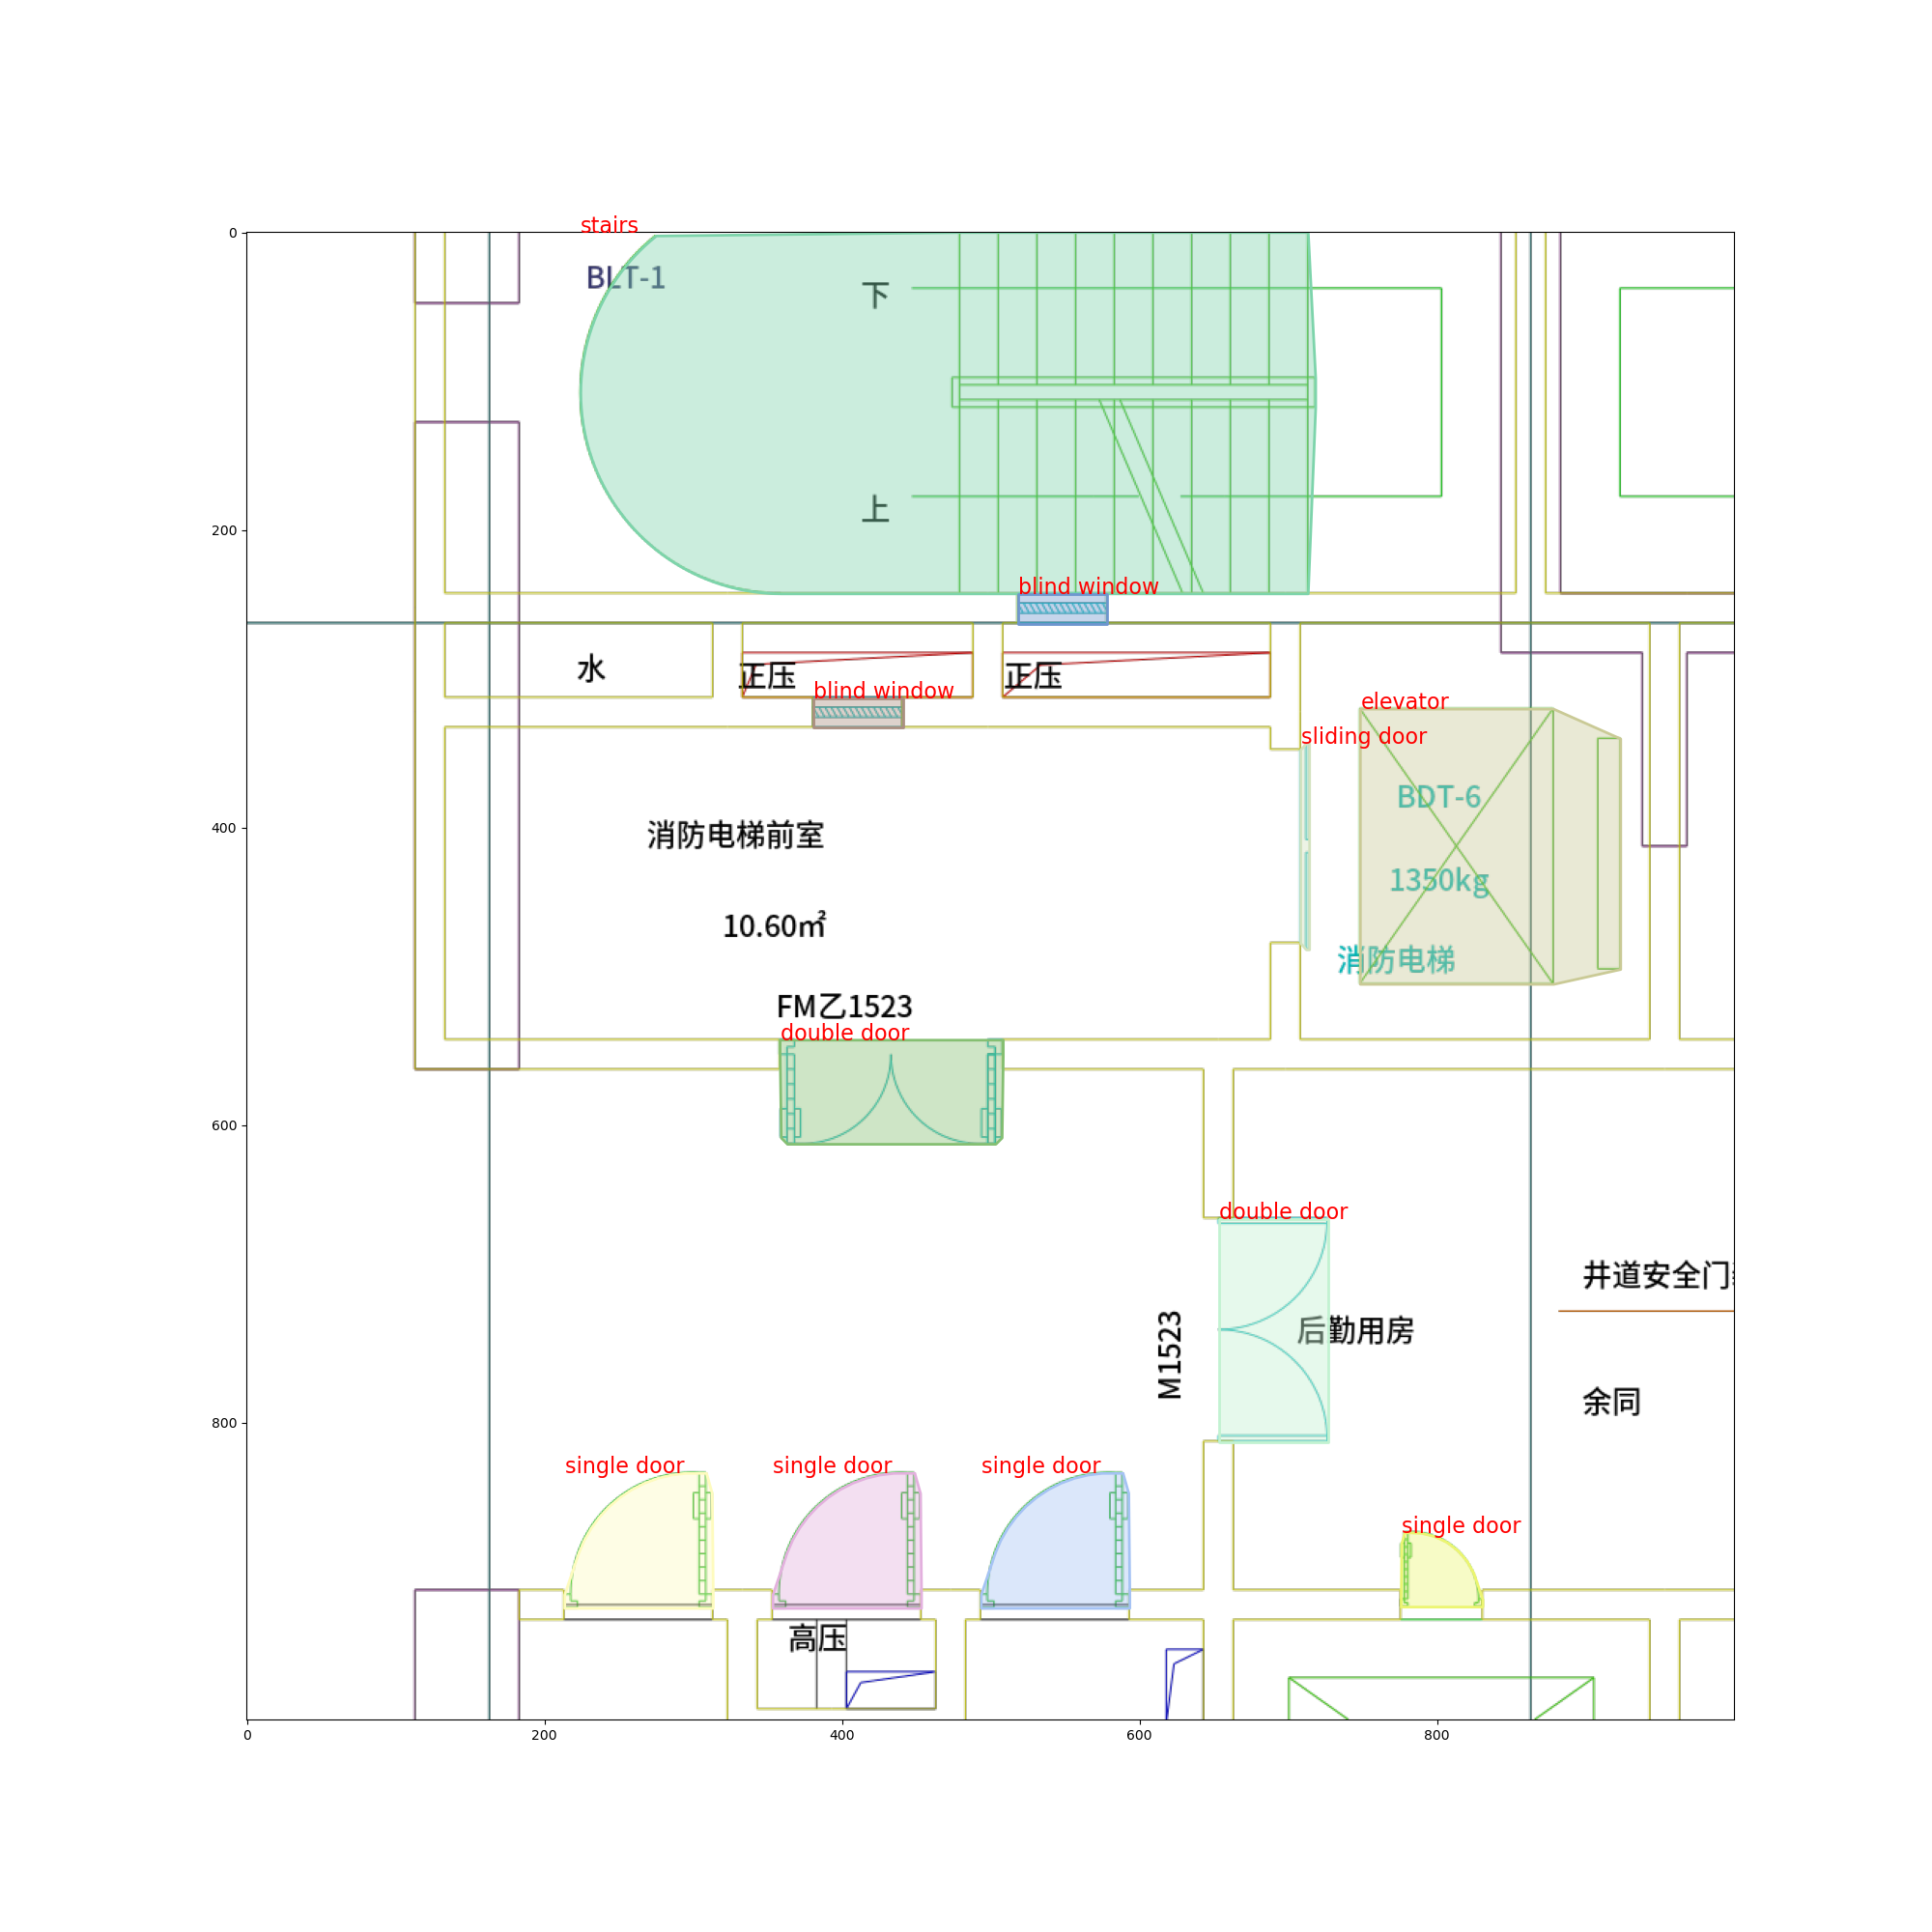 stairs
0
BLT-1
下
上
200
blind window
水
正压
正压
blind window
elevator
sliding door
BDT-6
400
消防电梯前室
1350kg
10.60㎡
消防电梯
FM乙1523
double door
600
double door
井道安全门
后勤用房
M1523
余同
800
single door
single door
single door
single door
高压
0
200
400
600
800